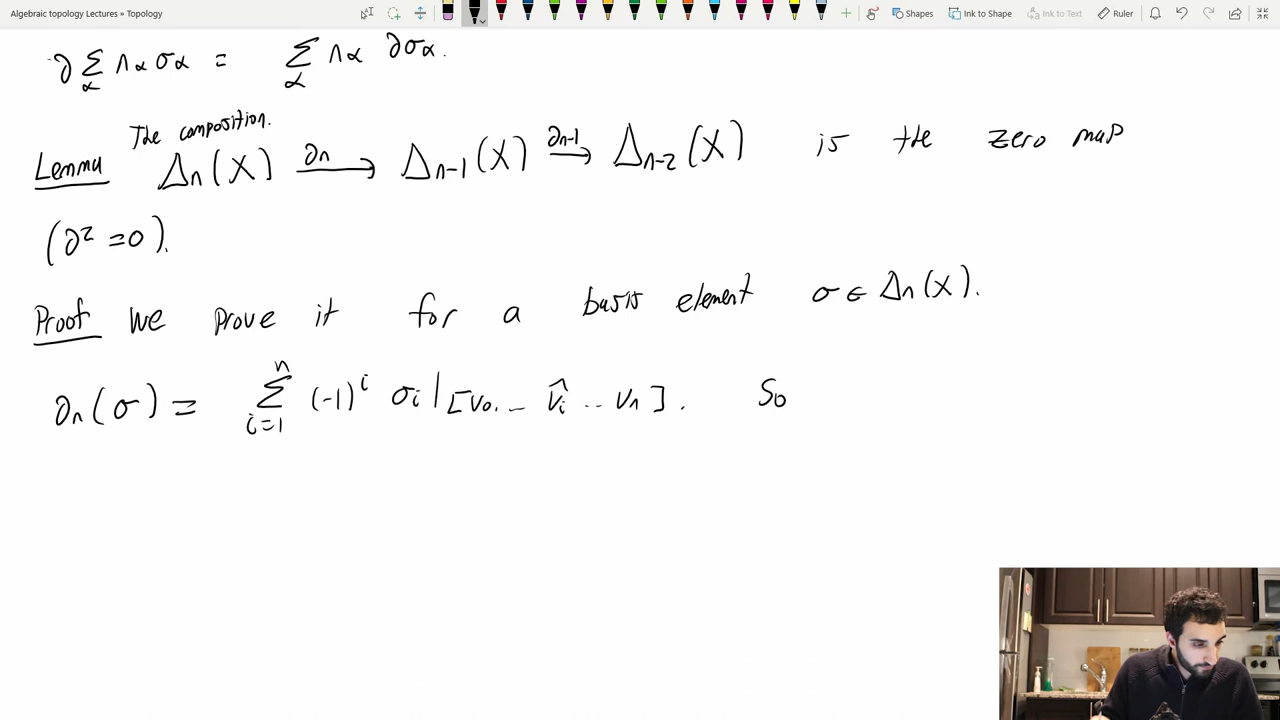 Algebraic topology Lectures » Topology
Shapes Ink to Shape Ink to Text Ruler
∂ Σ_α n_α σ_α = Σ_α n_α ∂σ_α.
The composition.
Lemma Δ_n(X) —∂_n→ Δ_{n-1}(X) —∂_{n-1}→ Δ_{n-2}(X) is the zero map
(∂² = 0).
Proof We prove it for a basis element σ ∈ Δ_n(X).
∂_n(σ) = Σ_{i=1}^{n} (-1)^i σ_i | [v_0. _ v̂_i .. v_n]. So